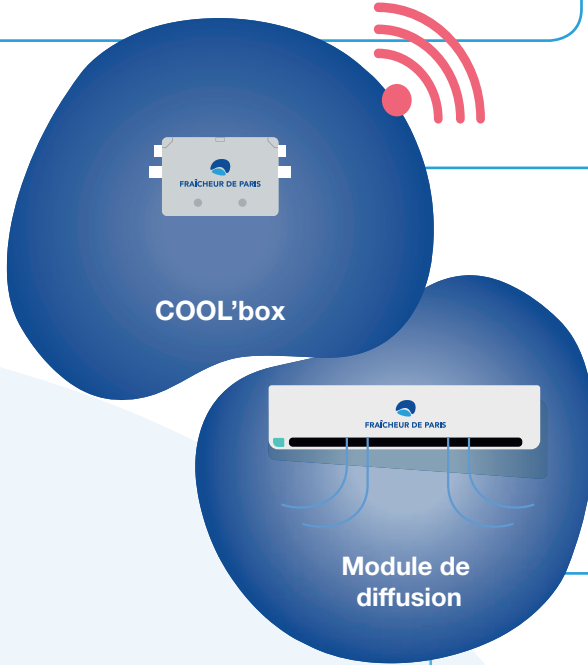 FRAÎCHEUR DE PARIS
COOL’box
FRAÎCHEUR DE PARIS
Module de
diffusion